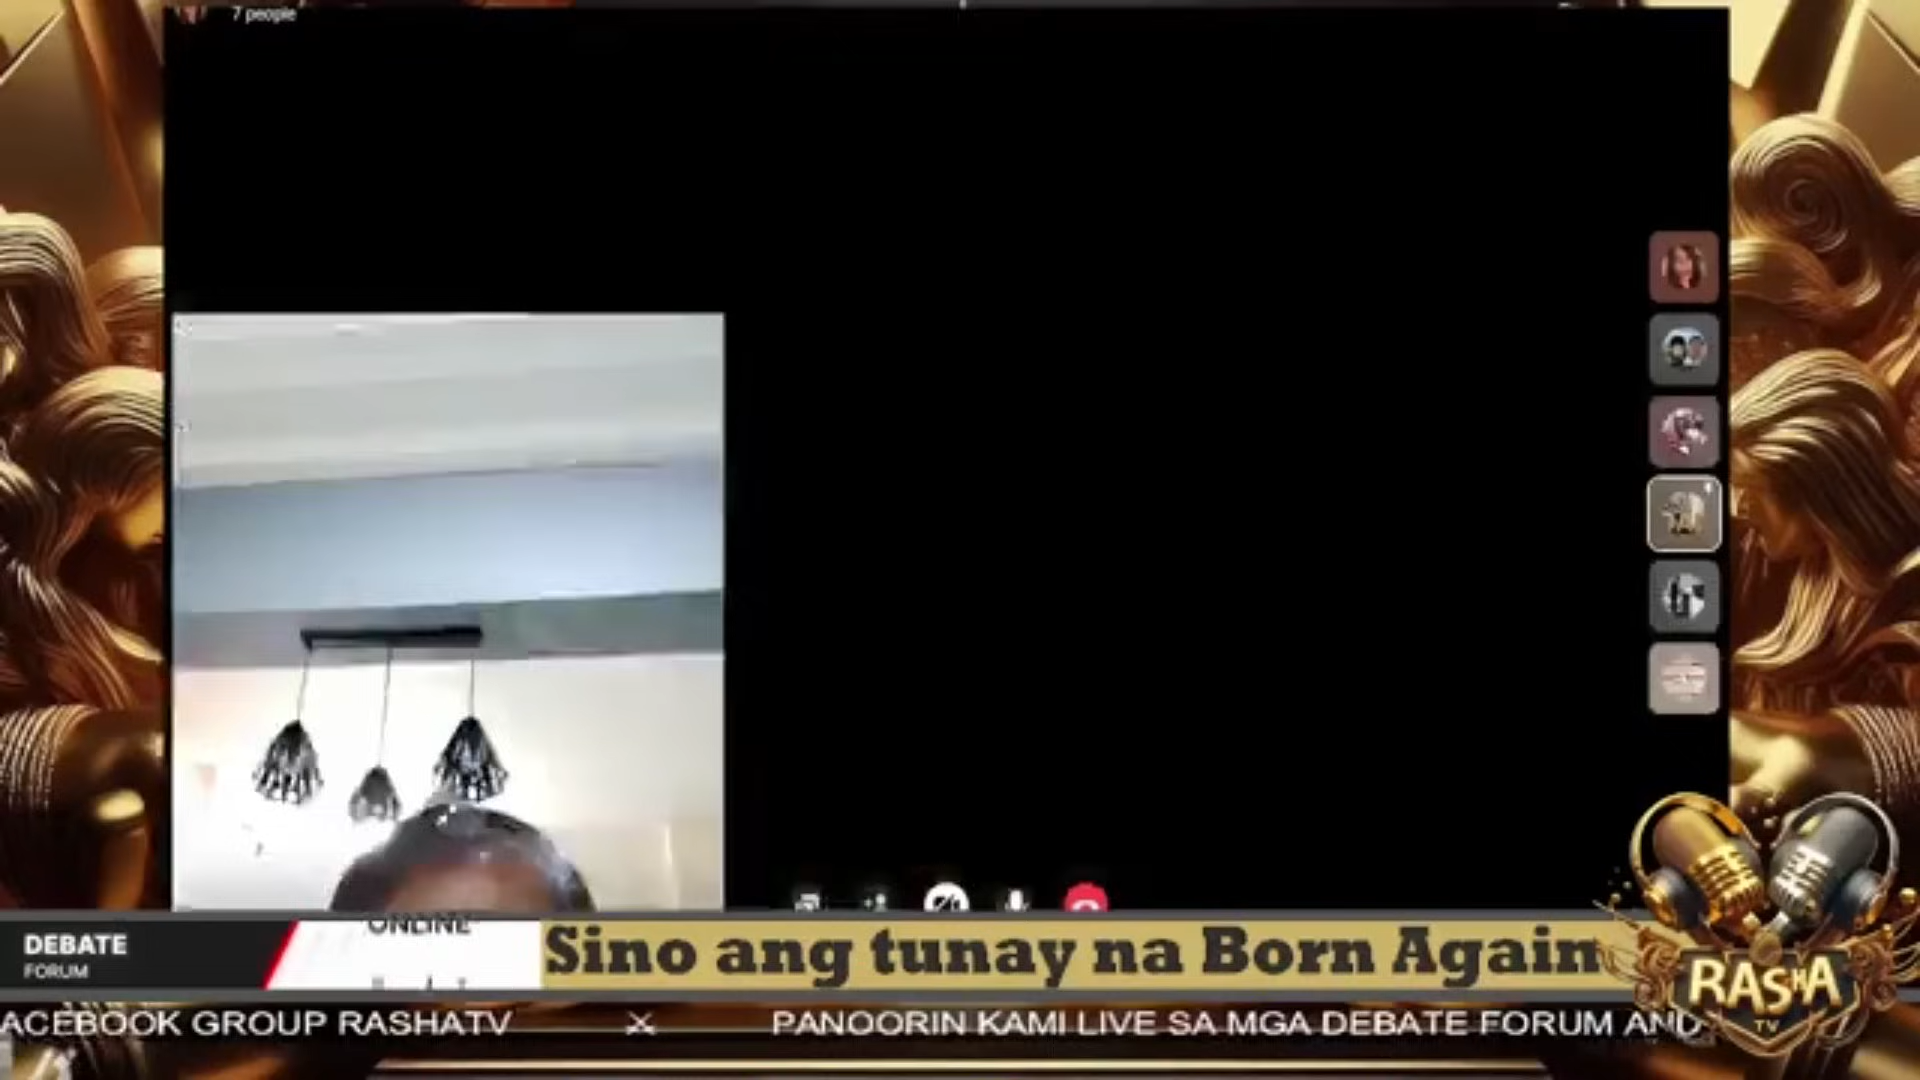 7 people
ONLINE
DEBATE
FORUM
Sino ang tunay na Born Again
ACEBOOK GROUP RASHATV
PANOORIN KAMI LIVE SA MGA DEBATE FORUM AND
RASHA
TV